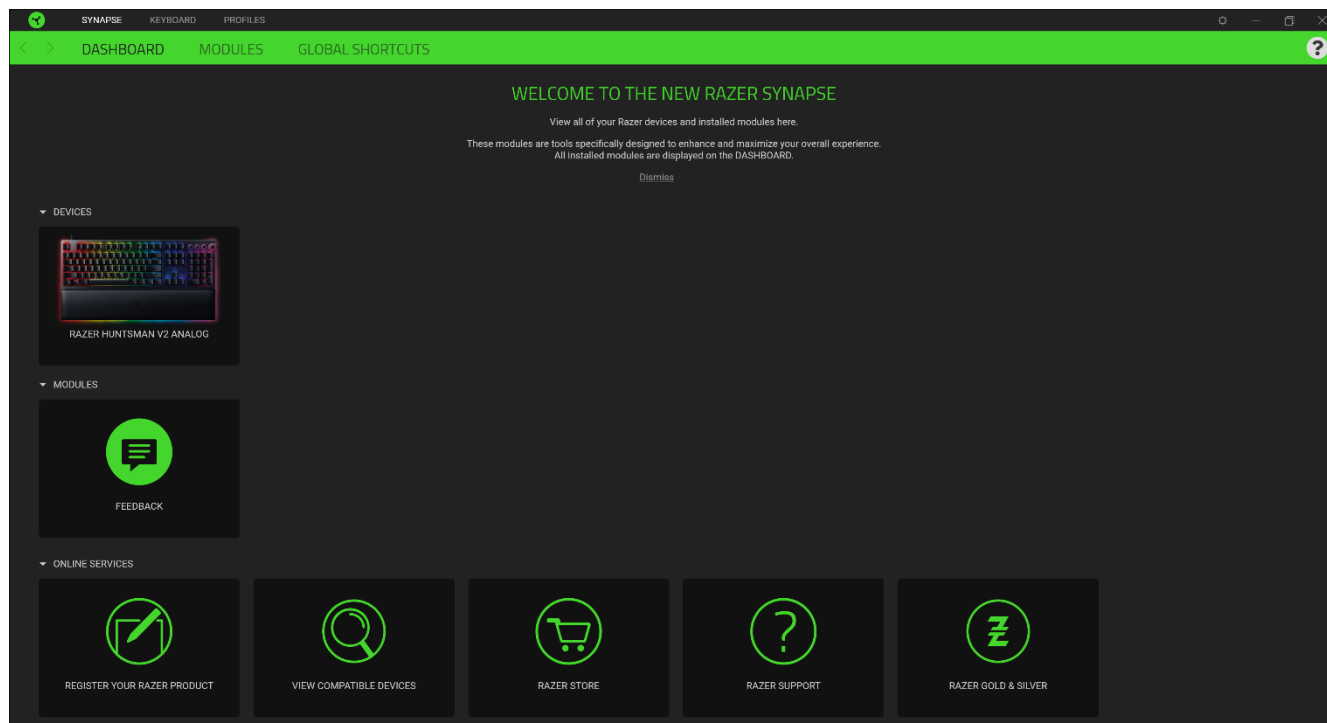 SYNAPSE KEYBOARD PROFILES
DASHBOARD MODULES GLOBAL SHORTCUTS
?
WELCOME TO THE NEW RAZER SYNAPSE
View all of your Razer devices and installed modules here.
These modules are tools specifically designed to enhance and maximize your overall experience.
All installed modules are displayed on the DASHBOARD.
Dismiss
DEVICES
RAZER HUNTSMAN V2 ANALOG
MODULES
FEEDBACK
ONLINE SERVICES
REGISTER YOUR RAZER PRODUCT VIEW COMPATIBLE DEVICES RAZER STORE RAZER SUPPORT RAZER GOLD & SILVER